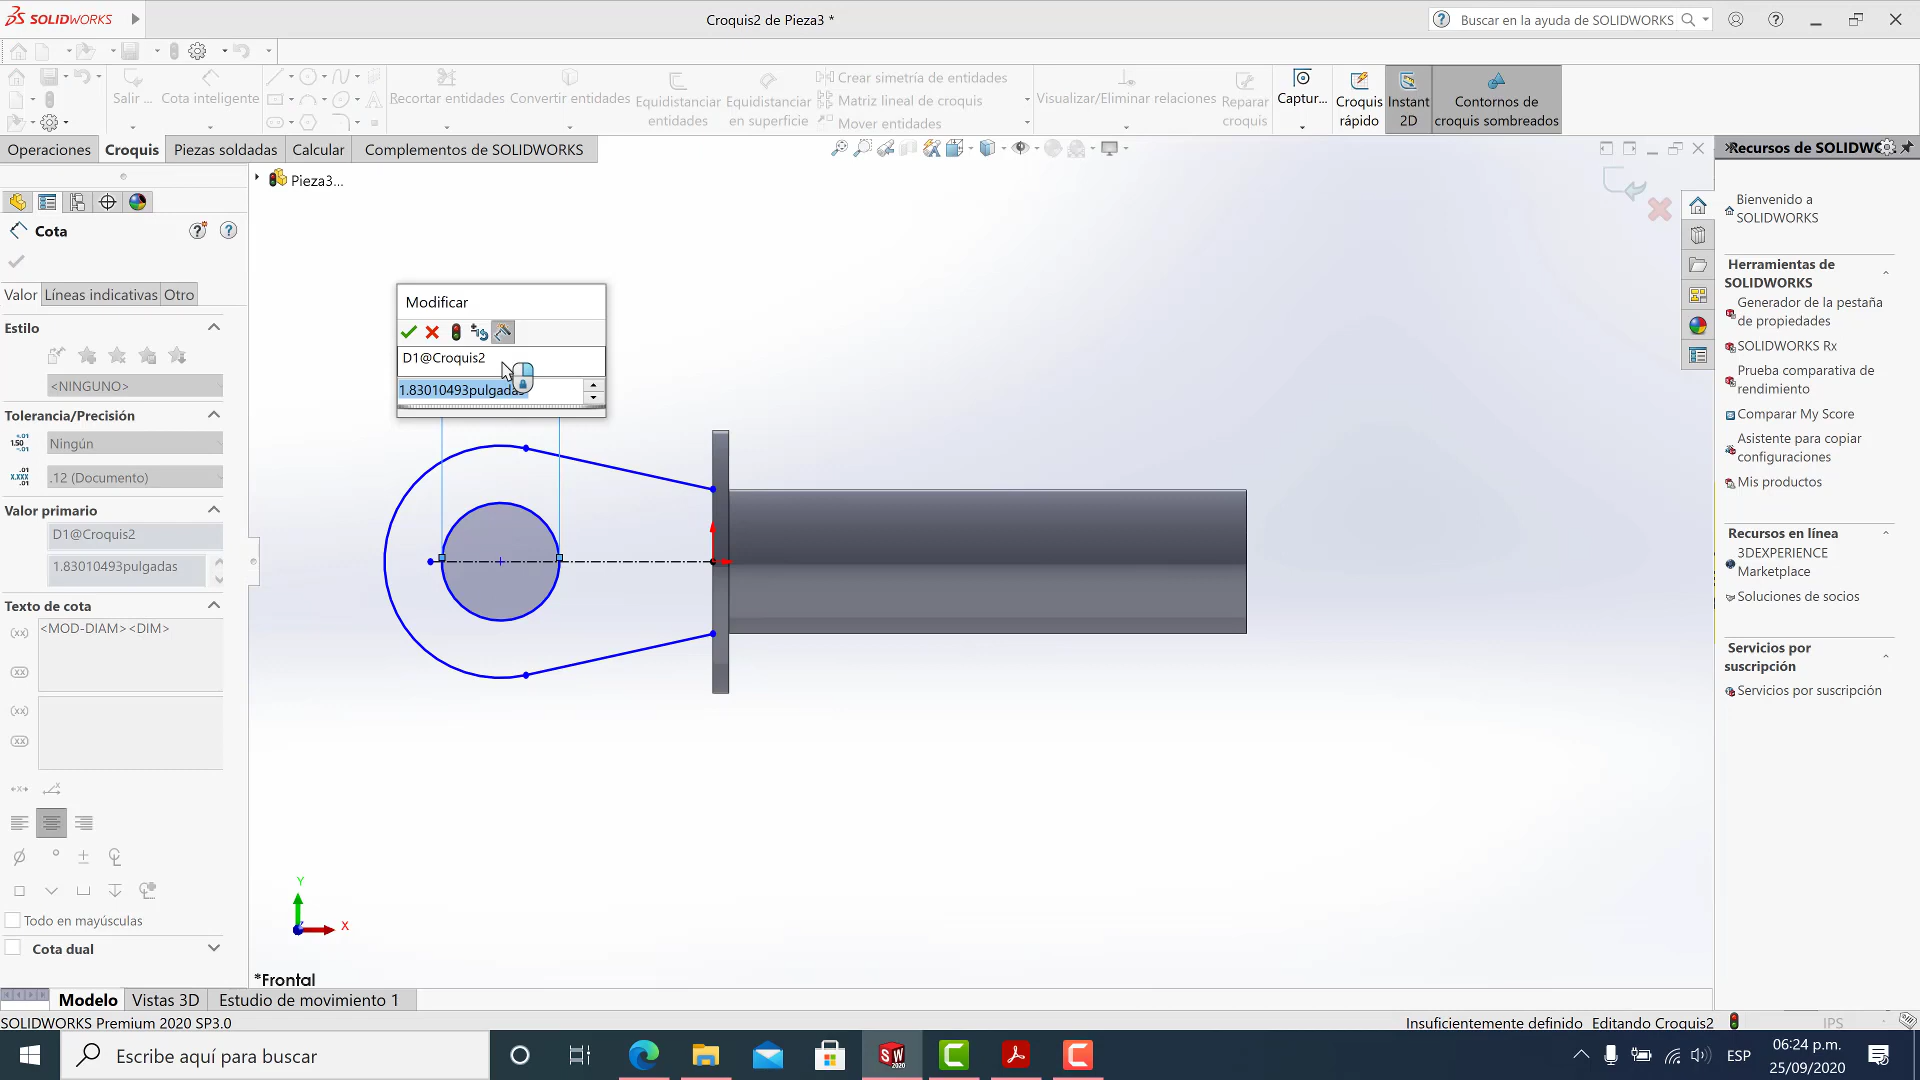 SOLIDWORKS
Croquis2 de Pieza3 *
Buscar en la ayuda de SOLIDWORKS
Salir ...
Cota inteligente
Recortar entidades
Convertir entidades
Equidistanciar entidades
Equidistanciar en superficie
Crear simetría de entidades
Matriz lineal de croquis
Mover entidades
Visualizar/Eliminar relaciones
Reparar croquis
Captur...
Croquis rápido
Instant 2D
Contornos de croquis sombreados
Operaciones
Croquis
Piezas soldadas
Calcular
Complementos de SOLIDWORKS
Pieza3...
Cota
Valor
Líneas indicativas
Otro
Estilo
<NINGUNO>
Tolerancia/Precisión
Ningún
.12 (Documento)
Valor primario
D1@Croquis2
1.83010493pulgadas
Texto de cota
<MOD-DIAM><DIM>
Todo en mayúsculas
Cota dual
Modificar
D1@Croquis2
1.83010493pulgadas
Y
X
*Frontal
Recursos de SOLIDWO
Bienvenido a
SOLIDWORKS
Herramientas de
SOLIDWORKS
Generador de la pestaña
de propiedades
SOLIDWORKS Rx
Prueba comparativa de
rendimiento
Comparar My Score
Asistente para copiar
configuraciones
Mis productos
Recursos en línea
3DEXPERIENCE
Marketplace
Soluciones de socios
Servicios por
suscripción
Servicios por suscripción
Modelo
Vistas 3D
Estudio de movimiento 1
SOLIDWORKS Premium 2020 SP3.0
Insuficientemente definido
Editando Croquis2
IPS
Escribe aquí para buscar
ESP
06:24 p.m.
25/09/2020